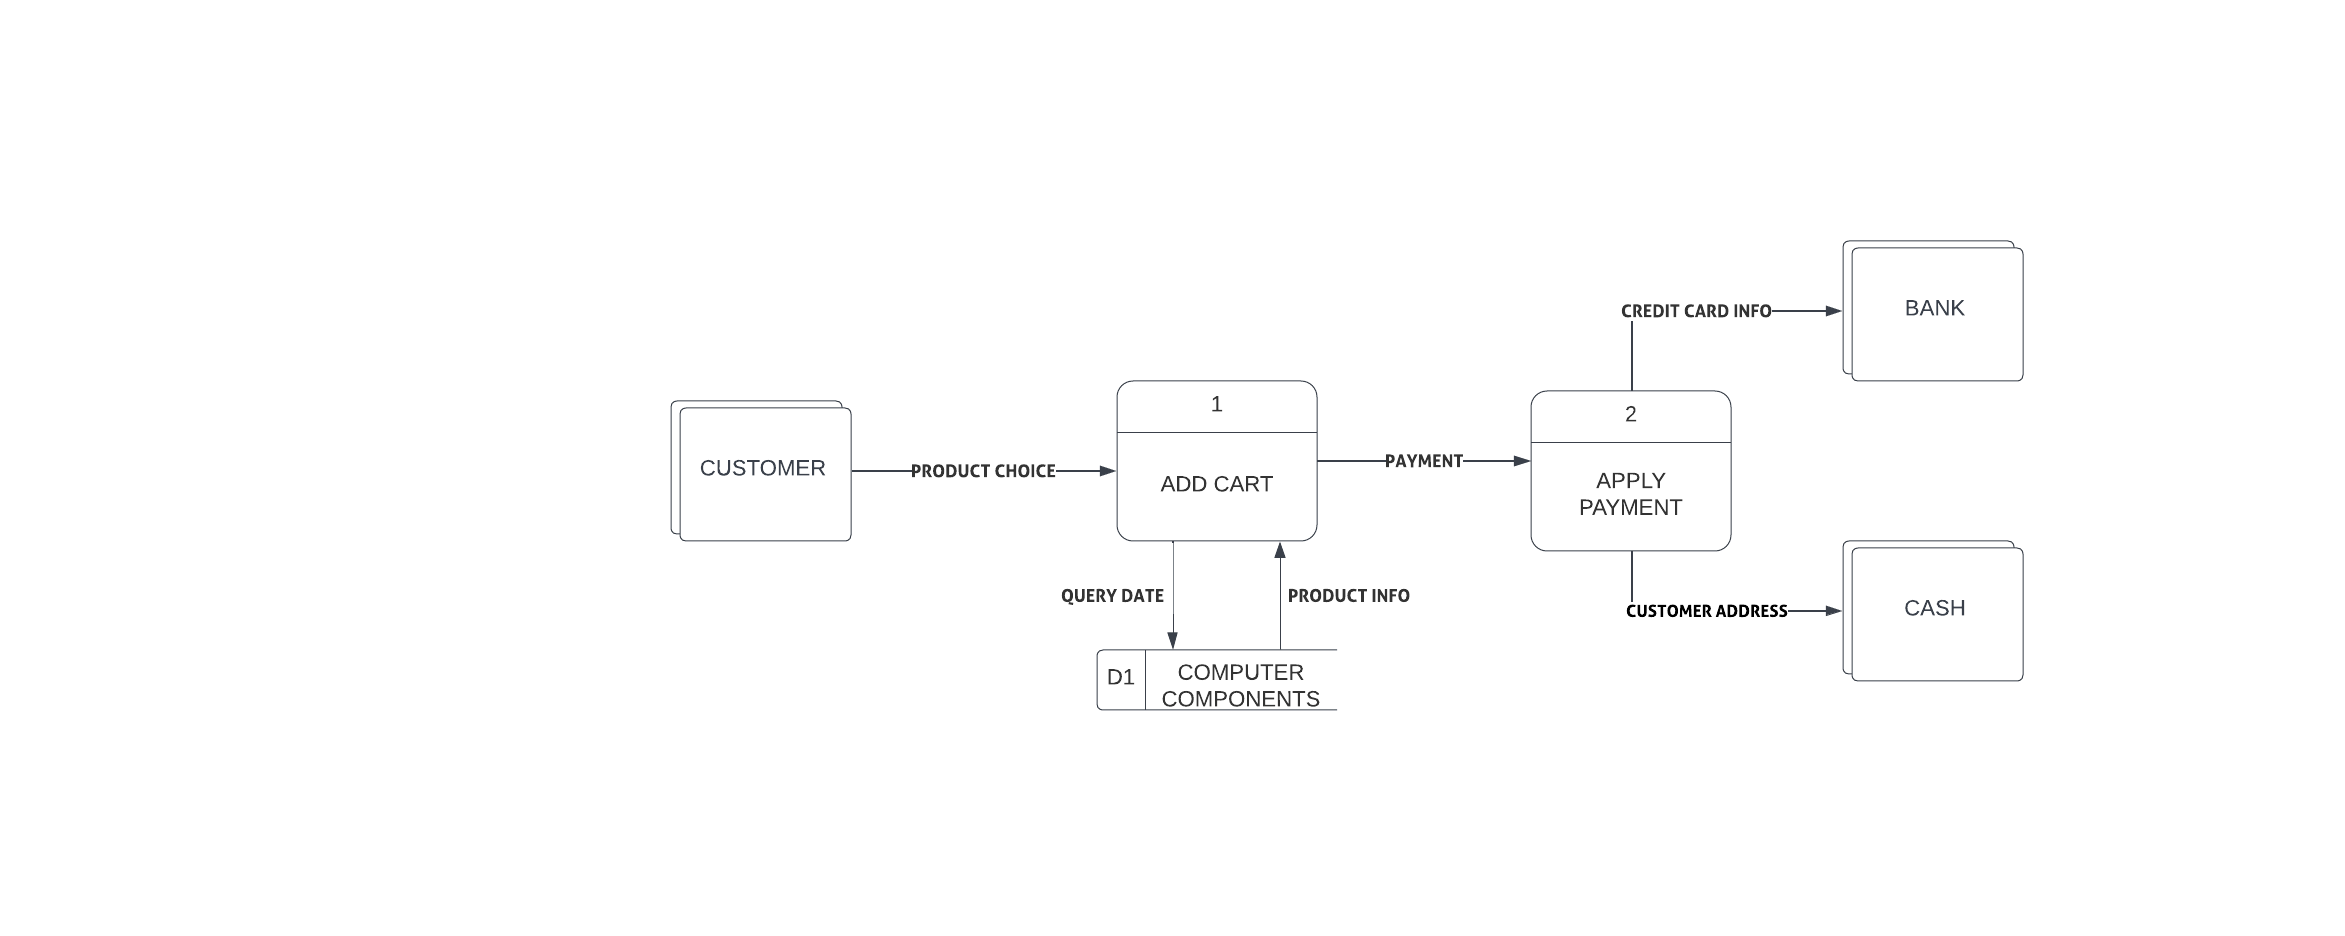 CUSTOMER
PRODUCT CHOICE
1
ADD CART
QUERY DATE
PRODUCT INFO
D1
COMPUTER
COMPONENTS
PAYMENT
2
APPLY
PAYMENT
CREDIT CARD INFO
BANK
CUSTOMER ADDRESS
CASH